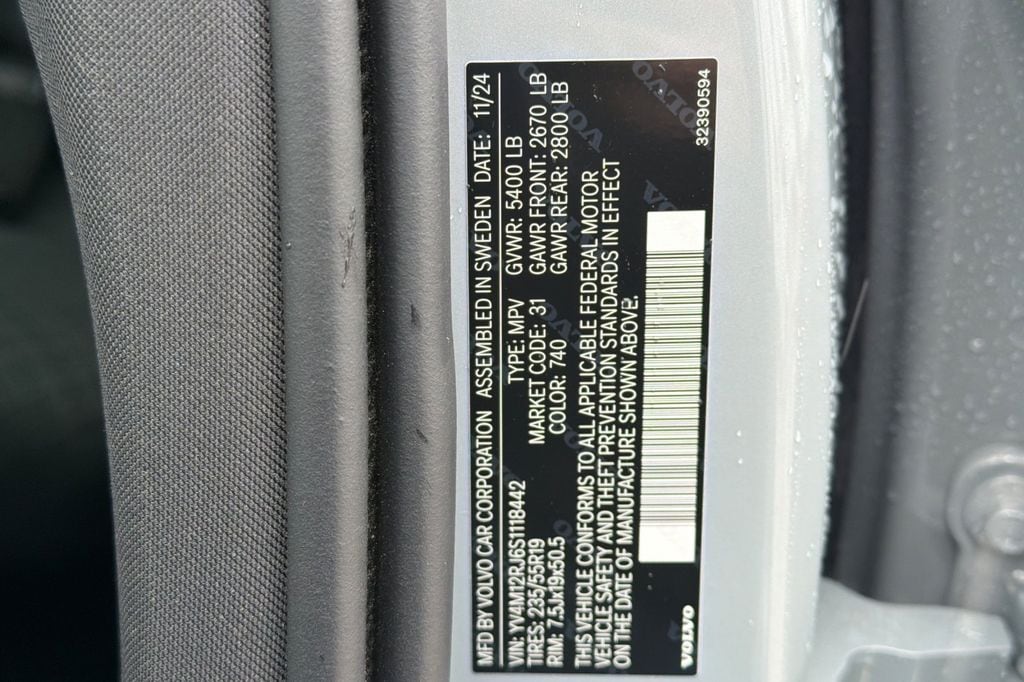 MFD BY VOLVO CAR CORPORATION ASSEMBLED IN SWEDEN DATE: 11/24
VIN: YV4M12RJ6S1118442 TYPE: MPV GVWR: 5400 LB
TIRES: 235/55R19 MARKET CODE: 31 GAWR FRONT: 2670 LB
RIM: 7.5Jx19x50.5 COLOR: 740 GAWR REAR: 2800 LB
THIS VEHICLE CONFORMS TO ALL APPLICABLE FEDERAL MOTOR
VEHICLE SAFETY AND THEFT PREVENTION STANDARDS IN EFFECT
ON THE DATE OF MANUFACTURE SHOWN ABOVE.
VOLVO
32390594